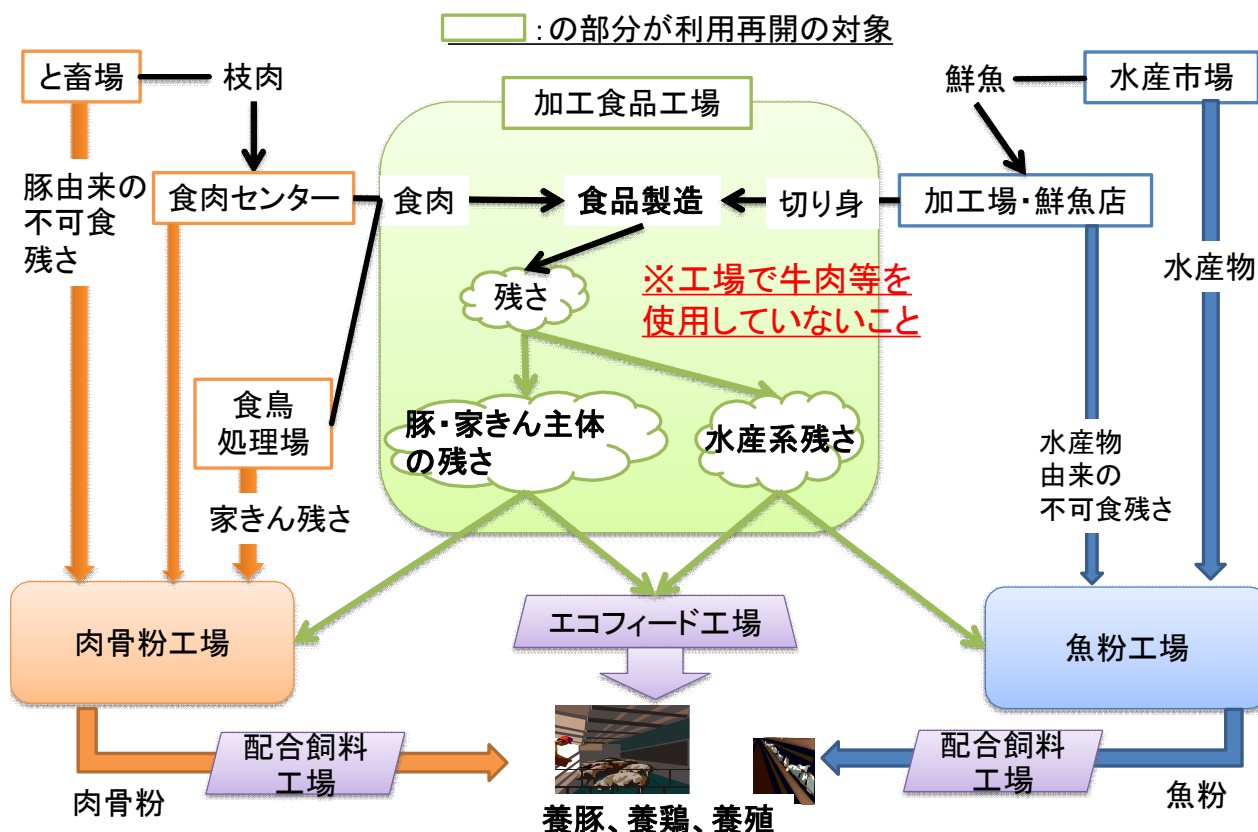 ：の部分が利用再開の対象
と畜場
枝肉
鮮魚
水産市場
加工食品工場
豚由来の
不可食
残さ
食肉センター
食肉
食品製造
切り身
加工場・鮮魚店
水産物
残さ
※工場で牛肉等を
使用していないこと
食鳥
処理場
豚・家きん主体
の残さ
水産系残さ
水産物
由来の
不可食残さ
家きん残さ
肉骨粉工場
エコフィード工場
魚粉工場
配合飼料
工場
配合飼料
工場
肉骨粉
魚粉
養豚、養鶏、養殖